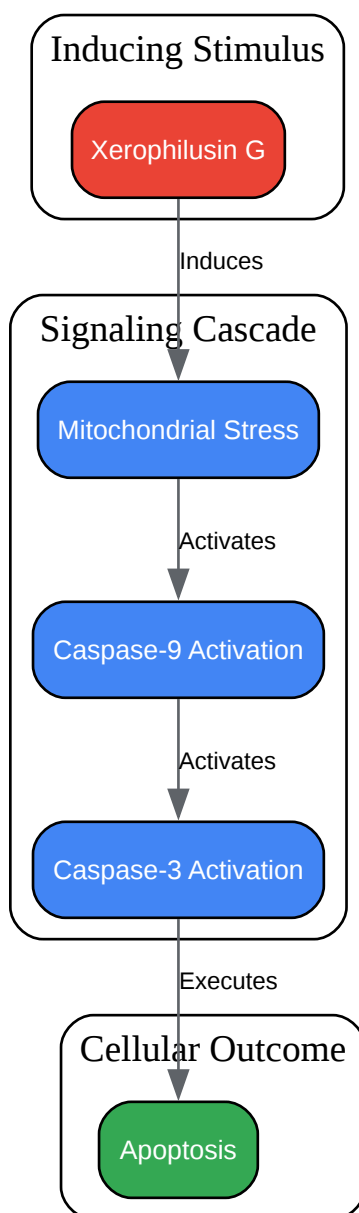 Inducing Stimulus
Xerophilusin G
Induces
Signaling Cascade
Mitochondrial Stress
Activates
Caspase-9 Activation
Activates
Caspase-3 Activation
Executes
Cellular Outcome
Apoptosis